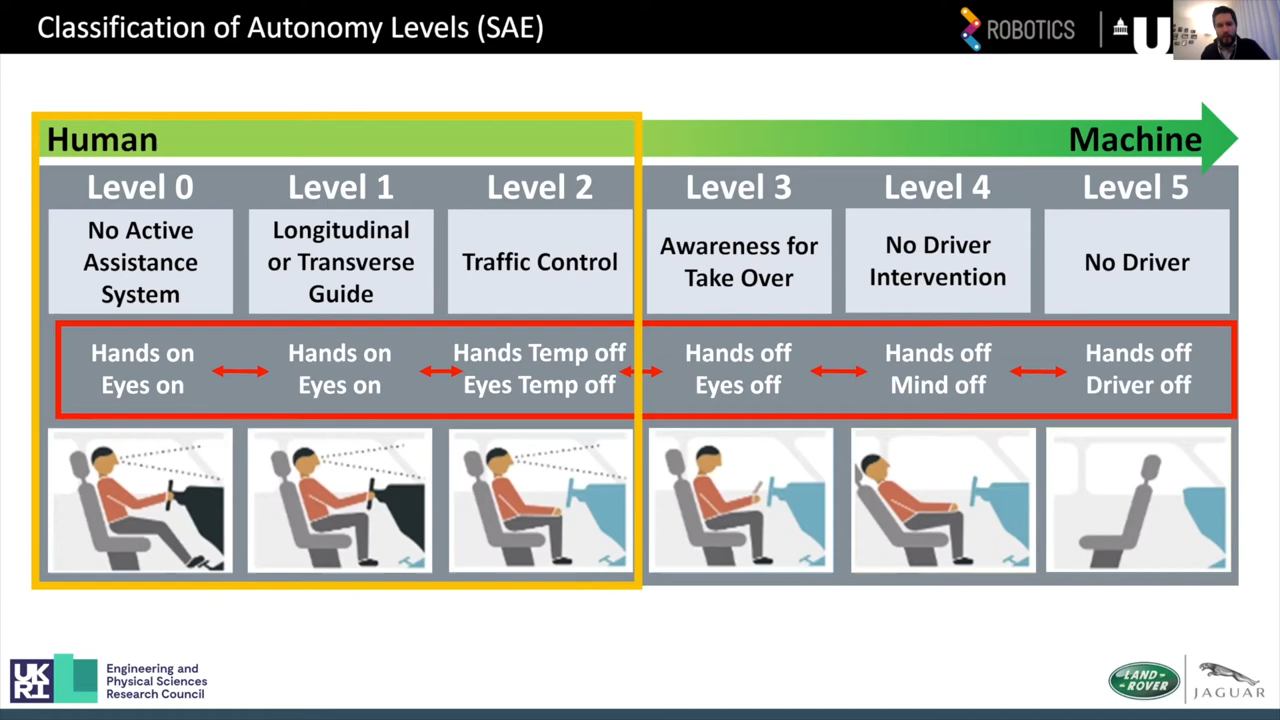 Classification of Autonomy Levels (SAE)
ROBOTICS
U
Human
Machine
Level 0
Level 1
Level 2
Level 3
Level 4
Level 5
No Active
Assistance
System
Longitudinal
or Transverse
Guide
Traffic Control
Awareness for
Take Over
No Driver
Intervention
No Driver
Hands on
Eyes on
Hands on
Eyes on
Hands Temp off
Eyes Temp off
Hands off
Eyes off
Hands off
Mind off
Hands off
Driver off
UK
RI
Engineering and
Physical Sciences
Research Council
LAND-
ROVER
JAGUAR